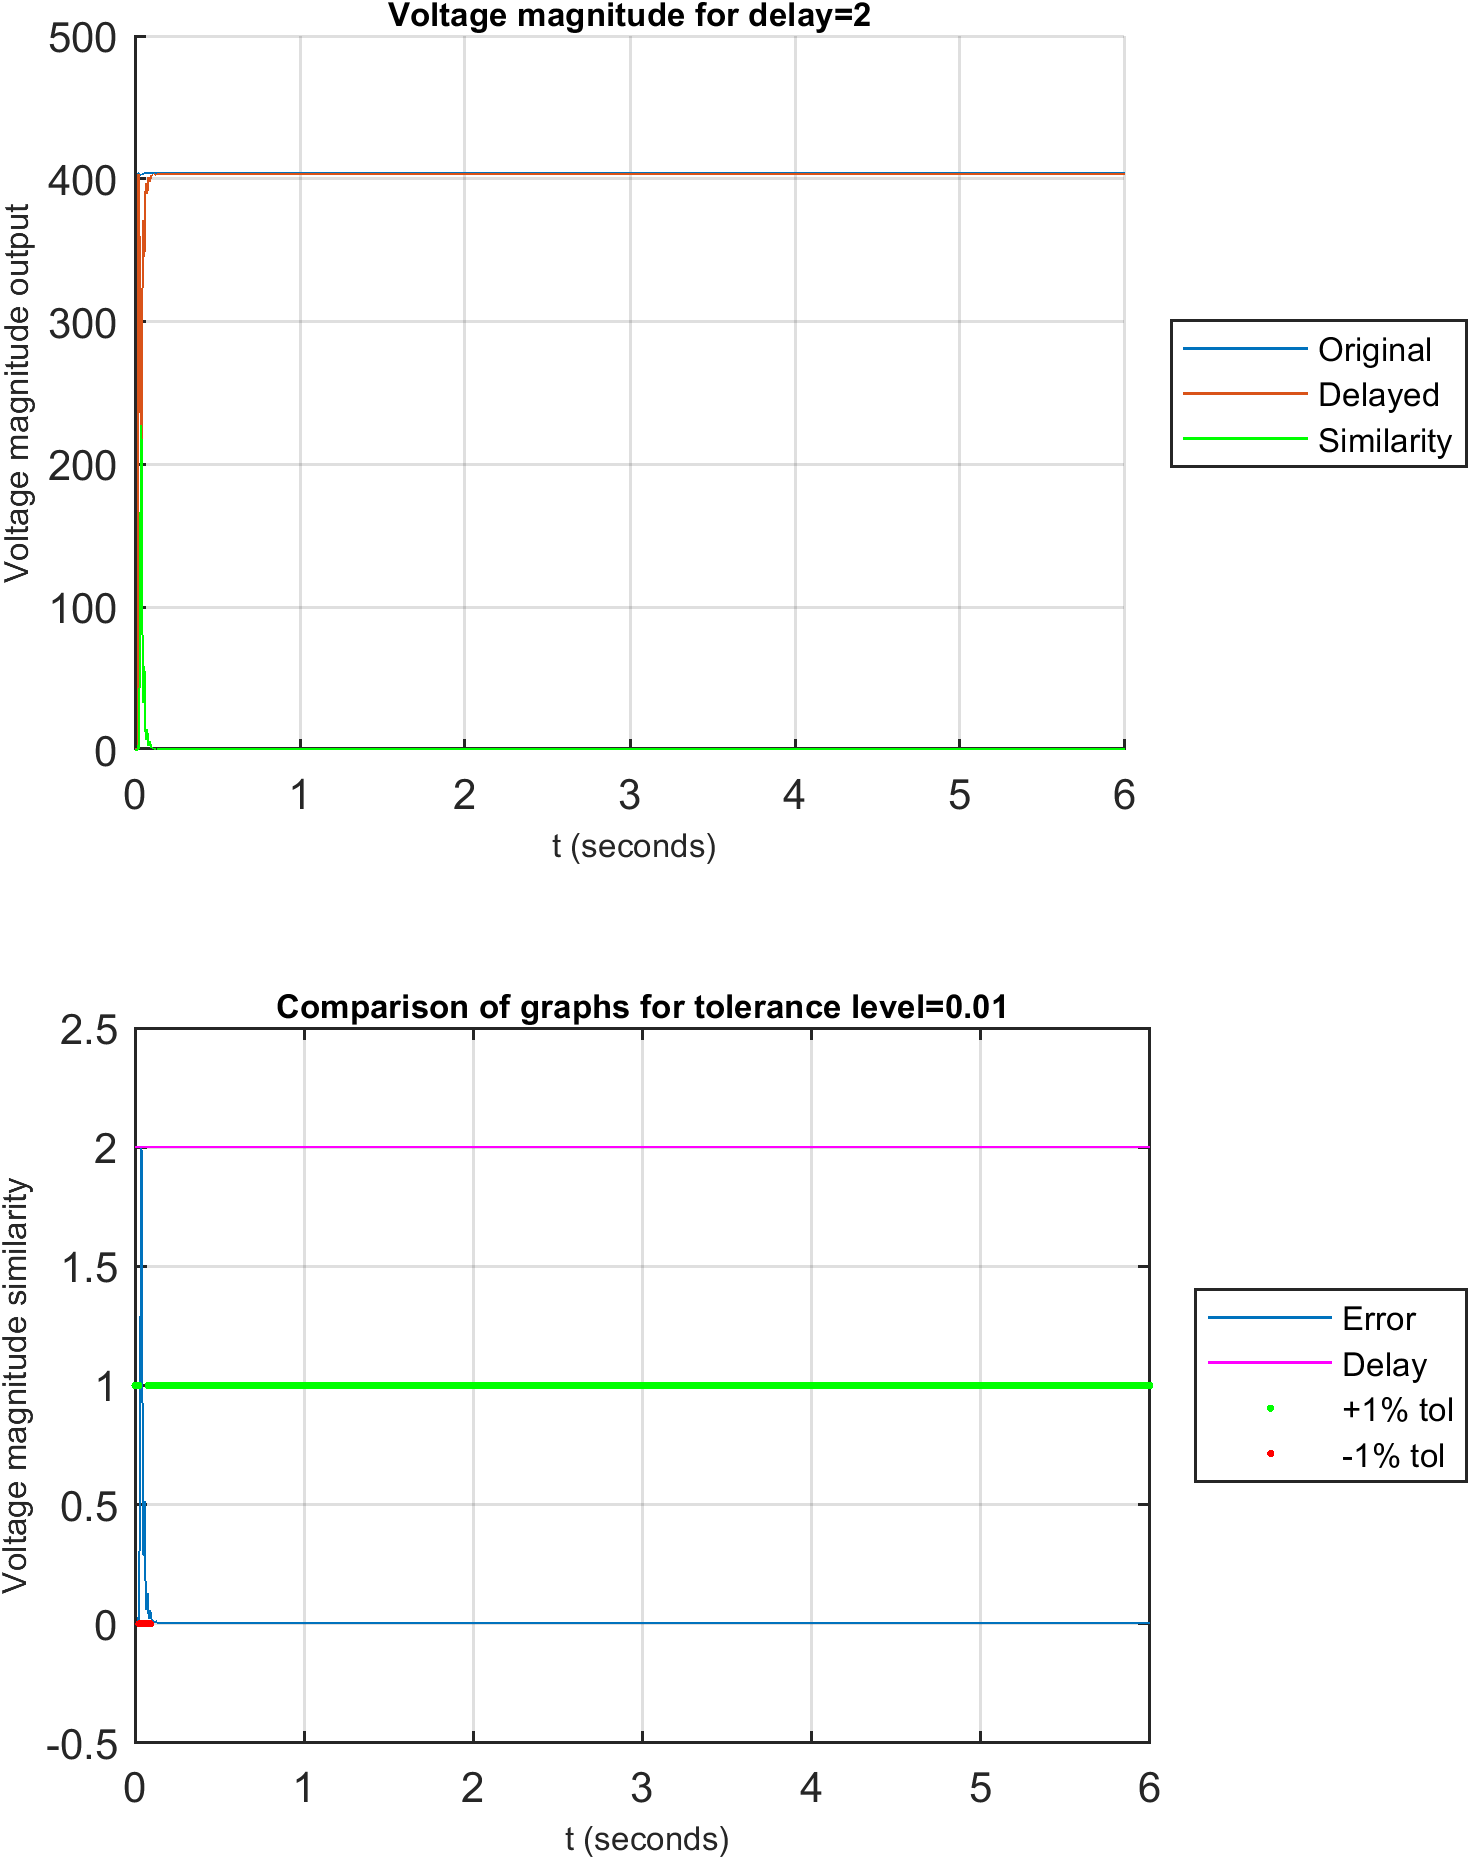 Voltage magnitude for delay=2
500
400
300
200
100
0
Voltage magnitude output
0 1 2 3 4 5 6
t (seconds)
Original
Delayed
Similarity
Comparison of graphs for tolerance level=0.01
2.5
2
1.5
1
0.5
0
-0.5
Voltage magnitude similarity
0 1 2 3 4 5 6
t (seconds)
Error
Delay
+1% tol
-1% tol